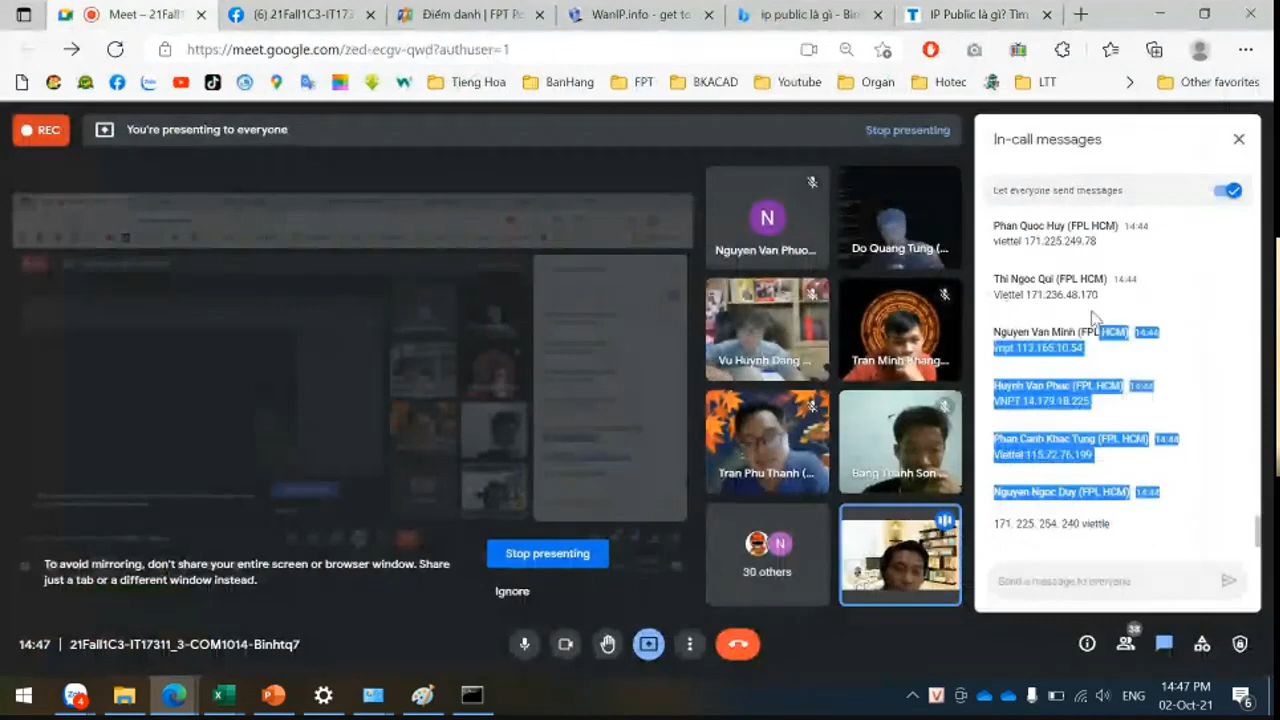 Meet – 21Fall
(6) 21Fall1C3-IT173
Điểm danh | FPT Po
WanIP.info - get to
ip public là gì - Bin
IP Public là gì? Tìm
https://meet.google.com/zed-ecgv-qwd?authuser=1
Tieng Hoa
BanHang
FPT
BKACAD
Youtube
Organ
Hotec
LTT
Other favorites
REC
You're presenting to everyone
Stop presenting
In-call messages
Let everyone send messages
Phan Quoc Huy (FPL HCM) 14:44
viettel 171.225.249.78
Thi Ngoc Qui (FPL HCM) 14:44
Viettel 171.236.48.170
Nguyen Van Minh (FPL HCM) 14:44
vnpt 113.165.10.54
Huynh Van Phuc (FPL HCM) 14:44
VNPT 14.179.18.225
Phan Canh Khac Tung (FPL HCM) 14:44
Viettel 115.72.76.199
Nguyen Ngoc Duy (FPL HCM) 14:44
171. 225. 254. 240 viettle
Send a message to everyone
N
Nguyen Van Phuo...
Do Quang Tung (...
Vu Huynh Dang ...
Tran Minh Khang...
Tran Phu Thanh (...
Bang Thanh Son ...
N
30 others
To avoid mirroring, don't share your entire screen or browser window. Share
just a tab or a different window instead.
Stop presenting
Ignore
14:47 | 21Fall1C3-IT17311_3-COM1014-Binhtq7
38
4
ENG
14:47 PM
02-Oct-21
6